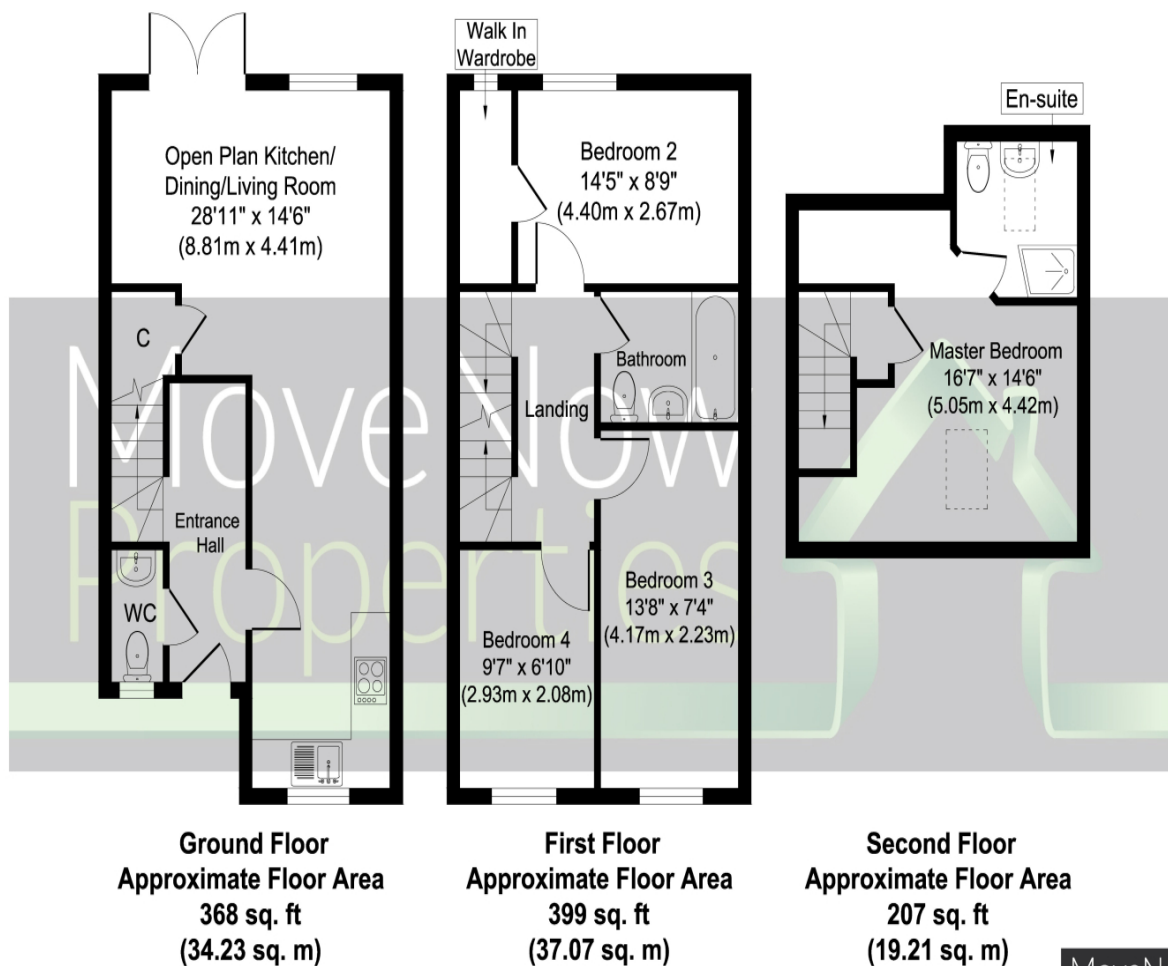 Walk In
Wardrobe
En-suite
Open Plan Kitchen/
Dining/Living Room
28'11" x 14'6"
(8.81m x 4.41m)
Bedroom 2
14'5" x 8'9"
(4.40m x 2.67m)
C
Bathroom
Landing
Master Bedroom
16'7" x 14'6"
(5.05m x 4.42m)
MoveNow
Properties
Entrance
Hall
WC
Bedroom 3
13'8" x 7'4"
(4.17m x 2.23m)
Bedroom 4
9'7" x 6'10"
(2.93m x 2.08m)
Ground Floor
Approximate Floor Area
368 sq. ft
(34.23 sq. m)
First Floor
Approximate Floor Area
399 sq. ft
(37.07 sq. m)
Second Floor
Approximate Floor Area
207 sq. ft
(19.21 sq. m)